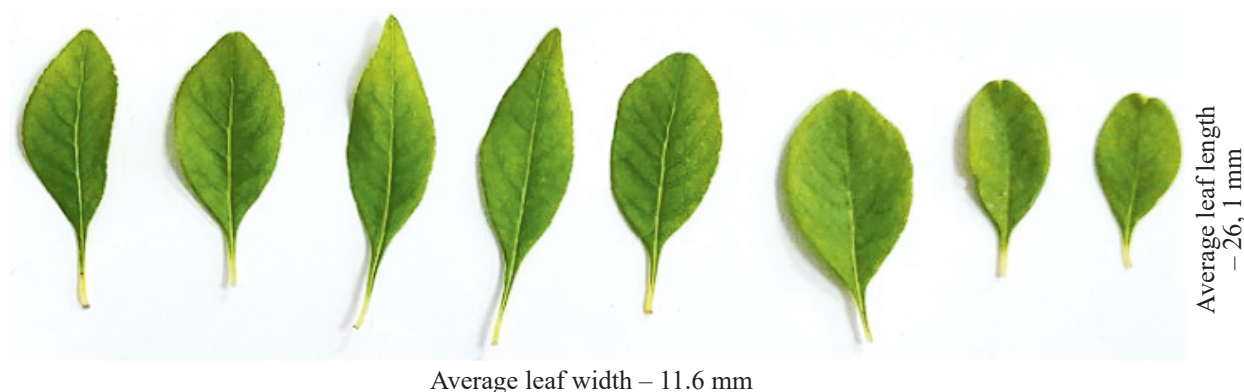 Average leaf length
– 26, 1 mm
Average leaf width – 11.6 mm